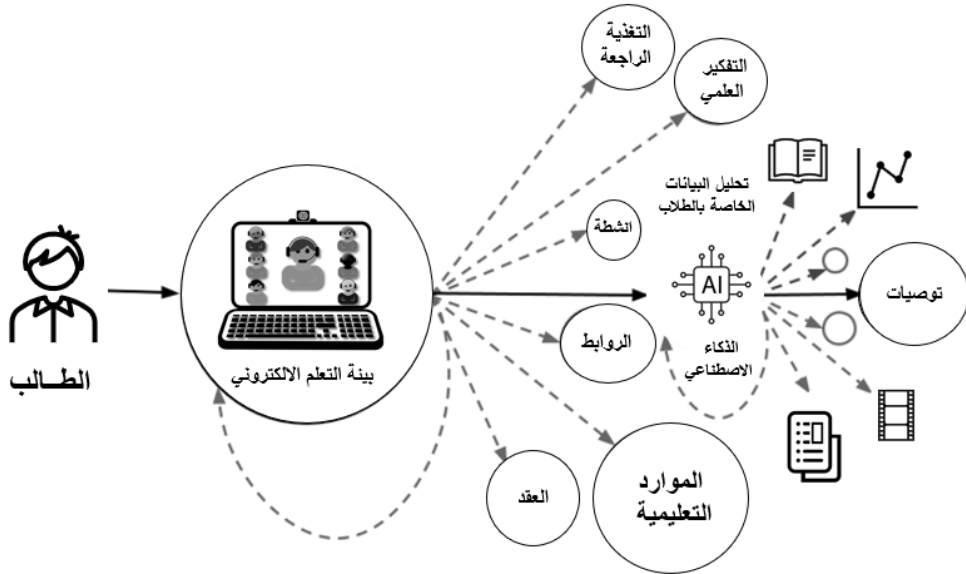 التغذية
الراجعة
التفكير
العلمي
تحليل البيانات
الخاصة بالطلاب
انشطة
AI
توصيات
الطـالب
بيئة التعلم الالكتروني
الروابط
الذكاء
الاصطناعي
العقد
الموارد
التعليمية